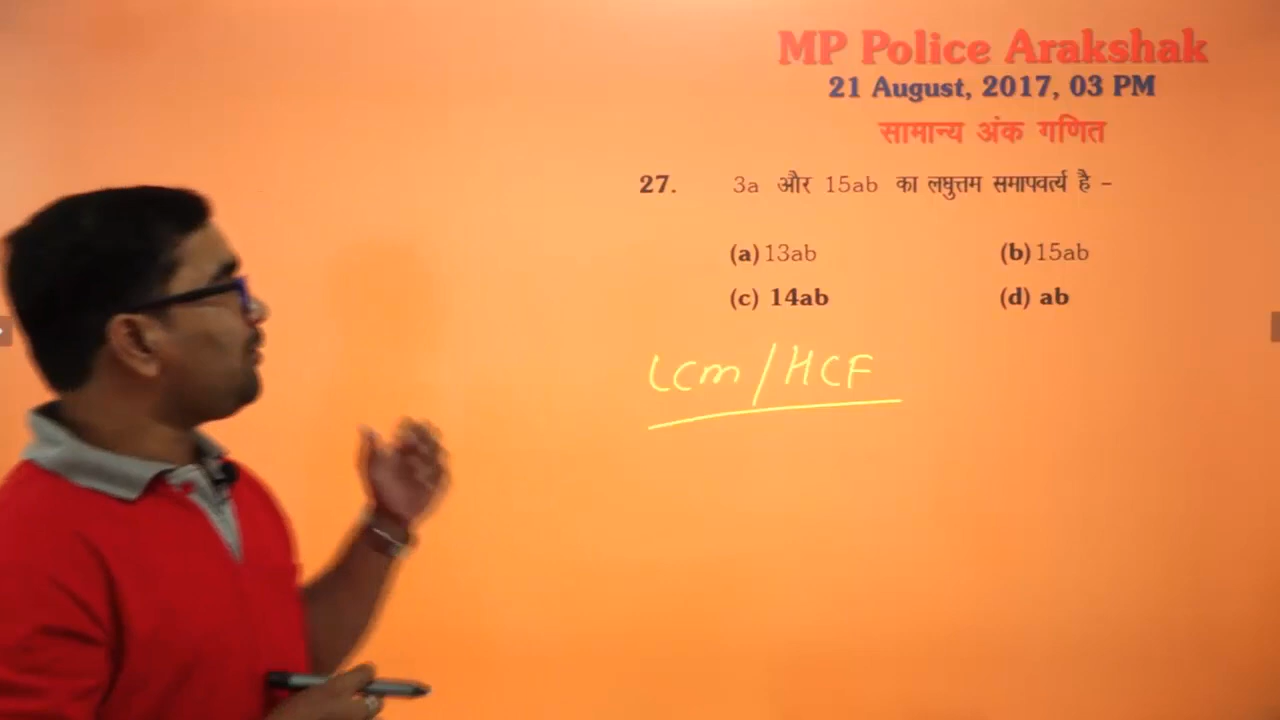 MP Police Arakshak
21 August, 2017, 03 PM
सामान्य अंक गणित
27. 3a और 15ab का लघुत्तम समापवर्त्य है -
(a) 13ab (b) 15ab
(c) 14ab (d) ab
LCM / HCF